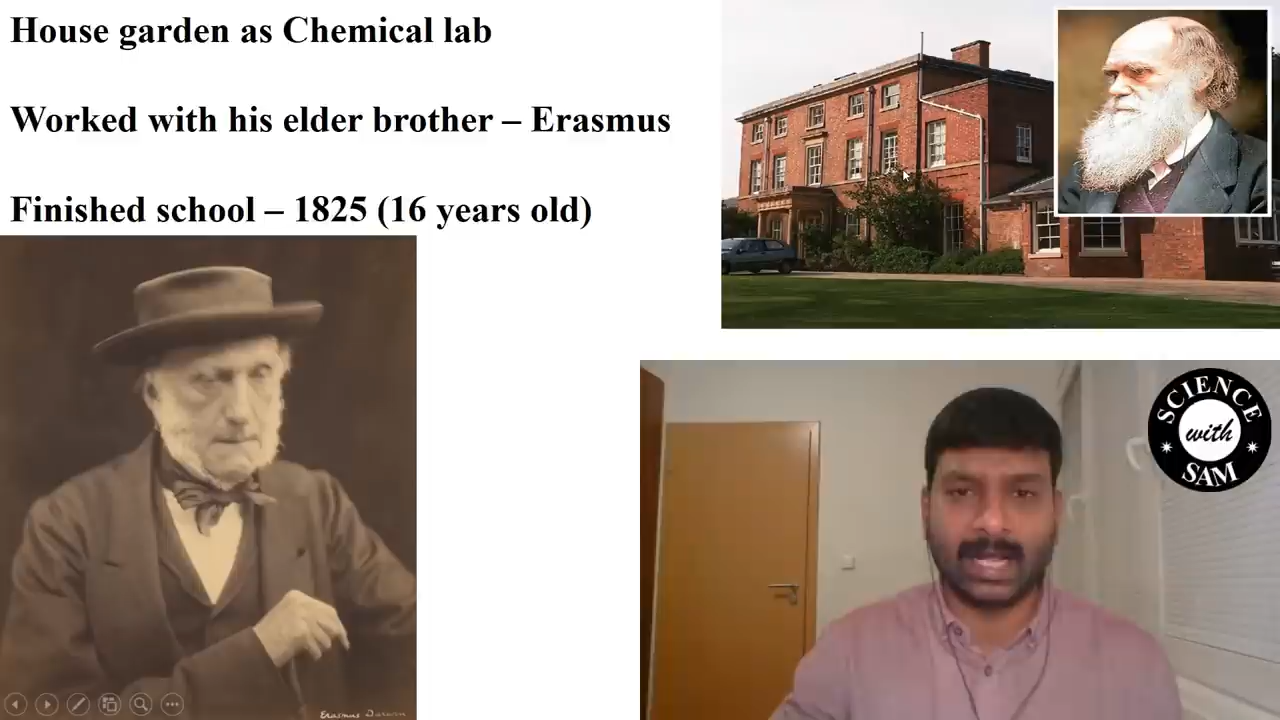 House garden as Chemical lab
Worked with his elder brother – Erasmus
Finished school – 1825 (16 years old)
SCIENCE
with
SAM
Erasmus Darwin